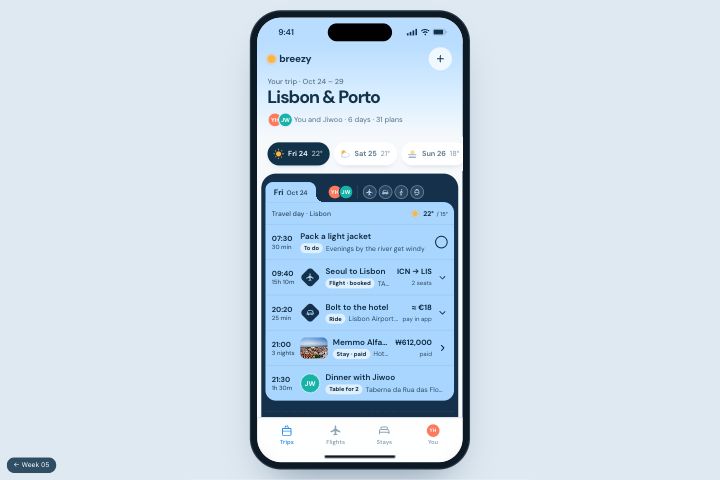 9:41
breezy
+
Your trip · Oct 24 – 29
Lisbon & Porto
YH JW You and Jiwoo · 6 days · 31 plans
Fri 24 22° Sat 25 21° Sun 26 18°
Fri Oct 24 YH JW
Travel day · Lisbon 22° / 15°
07:30 Pack a light jacket
30 min To do Evenings by the river get windy
09:40 Seoul to Lisbon ICN → LIS
15h 10m Flight · booked TA... 2 seats
20:20 Bolt to the hotel ≈ €18
25 min Ride Lisbon Airport... pay in app
21:00 Memmo Alfa... ₩612,000
3 nights Stay · paid Hot... paid
21:30 JW Dinner with Jiwoo
1h 30m Table for 2 Taberna da Rua das Flo...
YH
Trips Flights Stays You
← Week 05